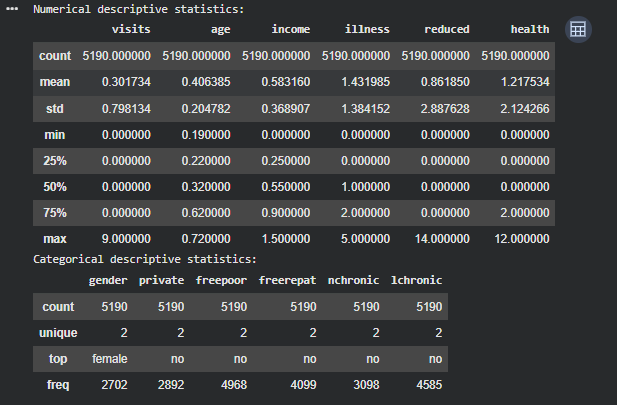 Numerical descriptive statistics:
visits age income illness reduced health
count 5190.000000 5190.000000 5190.000000 5190.000000 5190.000000 5190.000000
mean 0.301734 0.406385 0.583160 1.431985 0.861850 1.217534
std 0.798134 0.204782 0.368907 1.384152 2.887628 2.124266
min 0.000000 0.190000 0.000000 0.000000 0.000000 0.000000
25% 0.000000 0.220000 0.250000 0.000000 0.000000 0.000000
50% 0.000000 0.320000 0.550000 1.000000 0.000000 0.000000
75% 0.000000 0.620000 0.900000 2.000000 0.000000 2.000000
max 9.000000 0.720000 1.500000 5.000000 14.000000 12.000000
Categorical descriptive statistics:
gender private freepoor freerepat nchronic lchronic
count 5190 5190 5190 5190 5190 5190
unique 2 2 2 2 2 2
top female no no no no no
freq 2702 2892 4968 4099 3098 4585